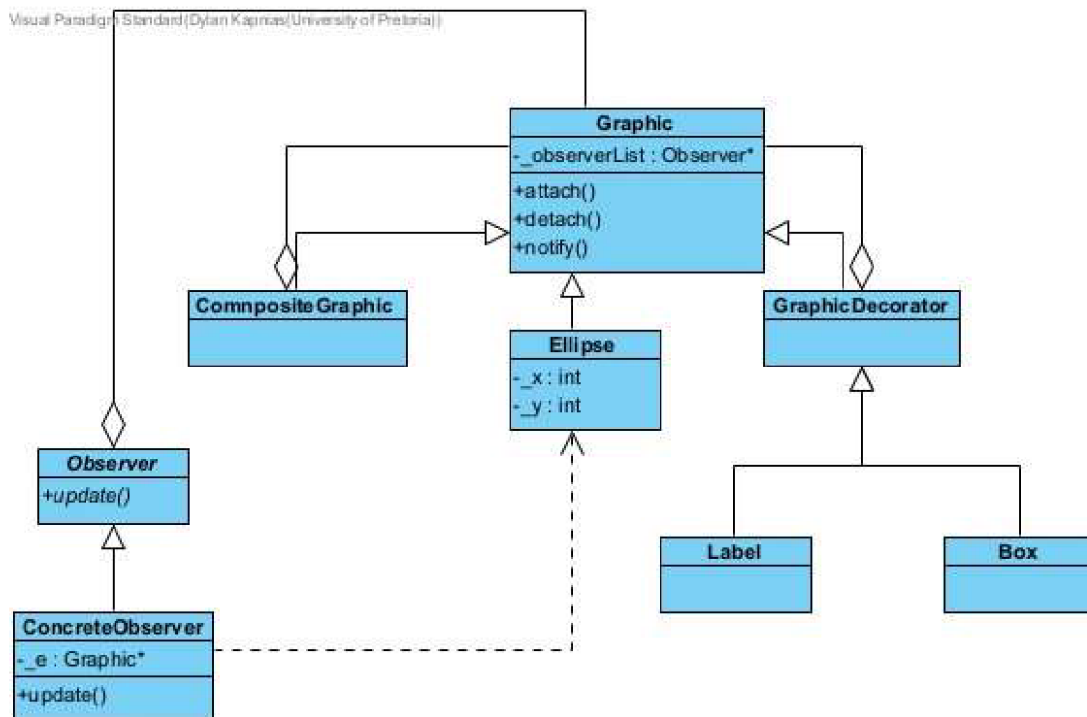 Visual Paradigm Standard(Dylan Kapnias(University of Pretoria))
Graphic
-_observerList : Observer*
+attach()
+detach()
+notify()
ComnpositeGraphic
GraphicDecorator
Ellipse
-_x : int
-_y : int
Observer
+update()
Label
Box
ConcreteObserver
-_e : Graphic*
+update()